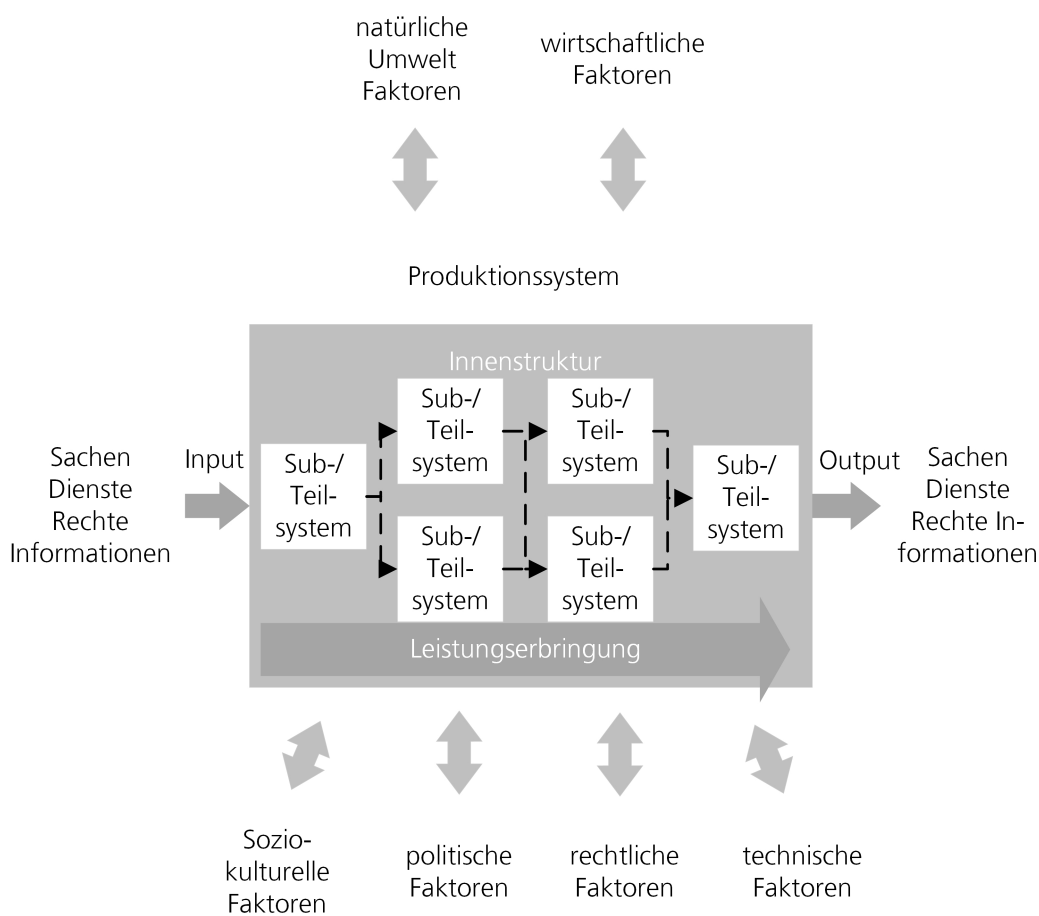 natürliche
Umwelt
Faktoren
wirtschaftliche
Faktoren
Produktionssystem
Innenstruktur
Sachen
Dienste
Rechte
Informationen
Input
Sub-/
Teil-
system
Sub-/
Teil-
system
Sub-/
Teil-
system
Sub-/
Teil-
system
Sub-/
Teil-
system
Sub-/
Teil-
system
Output
Sachen
Dienste
Rechte In-
formationen
Leistungserbringung
Sozio-
kulturelle
Faktoren
politische
Faktoren
rechtliche
Faktoren
technische
Faktoren